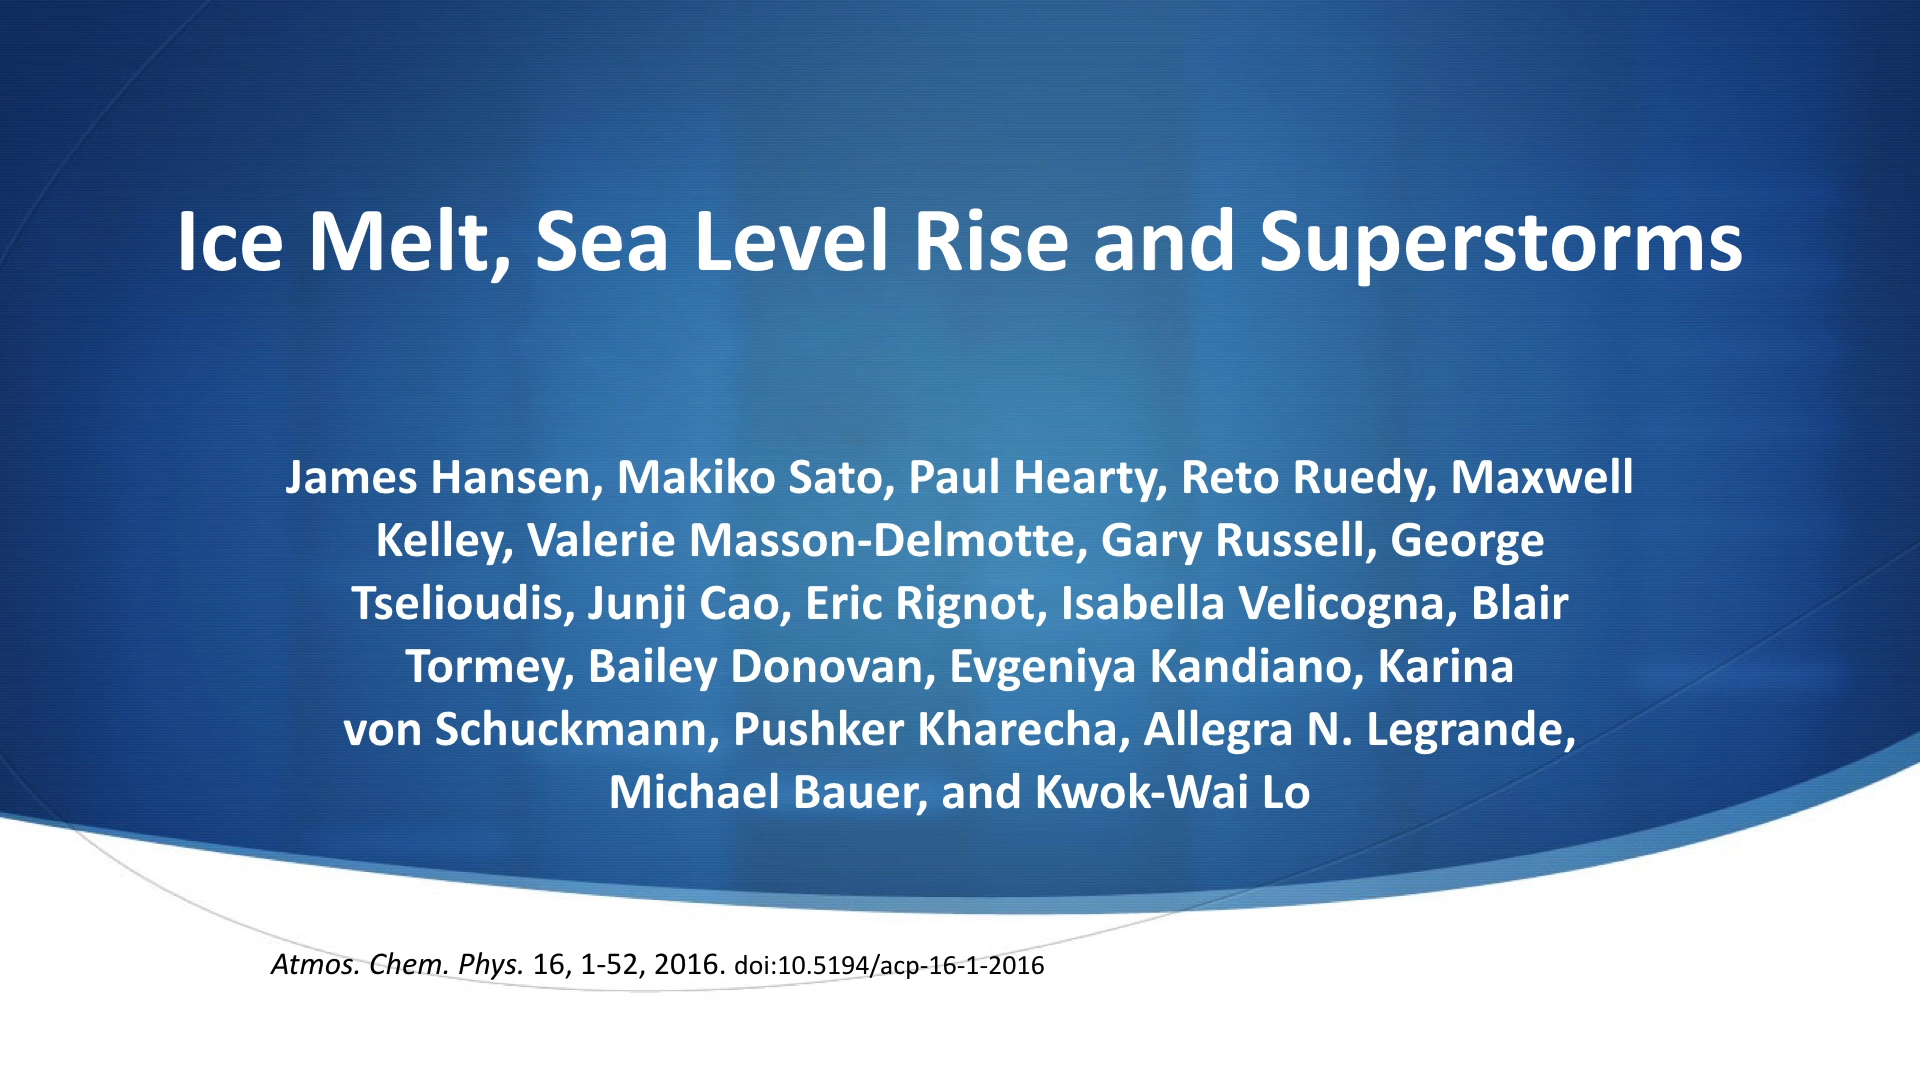 Ice Melt, Sea Level Rise and Superstorms
James Hansen, Makiko Sato, Paul Hearty, Reto Ruedy, Maxwell
Kelley, Valerie Masson-Delmotte, Gary Russell, George
Tselioudis, Junji Cao, Eric Rignot, Isabella Velicogna, Blair
Tormey, Bailey Donovan, Evgeniya Kandiano, Karina
von Schuckmann, Pushker Kharecha, Allegra N. Legrande,
Michael Bauer, and Kwok-Wai Lo
Atmos. Chem. Phys. 16, 1-52, 2016. doi:10.5194/acp-16-1-2016